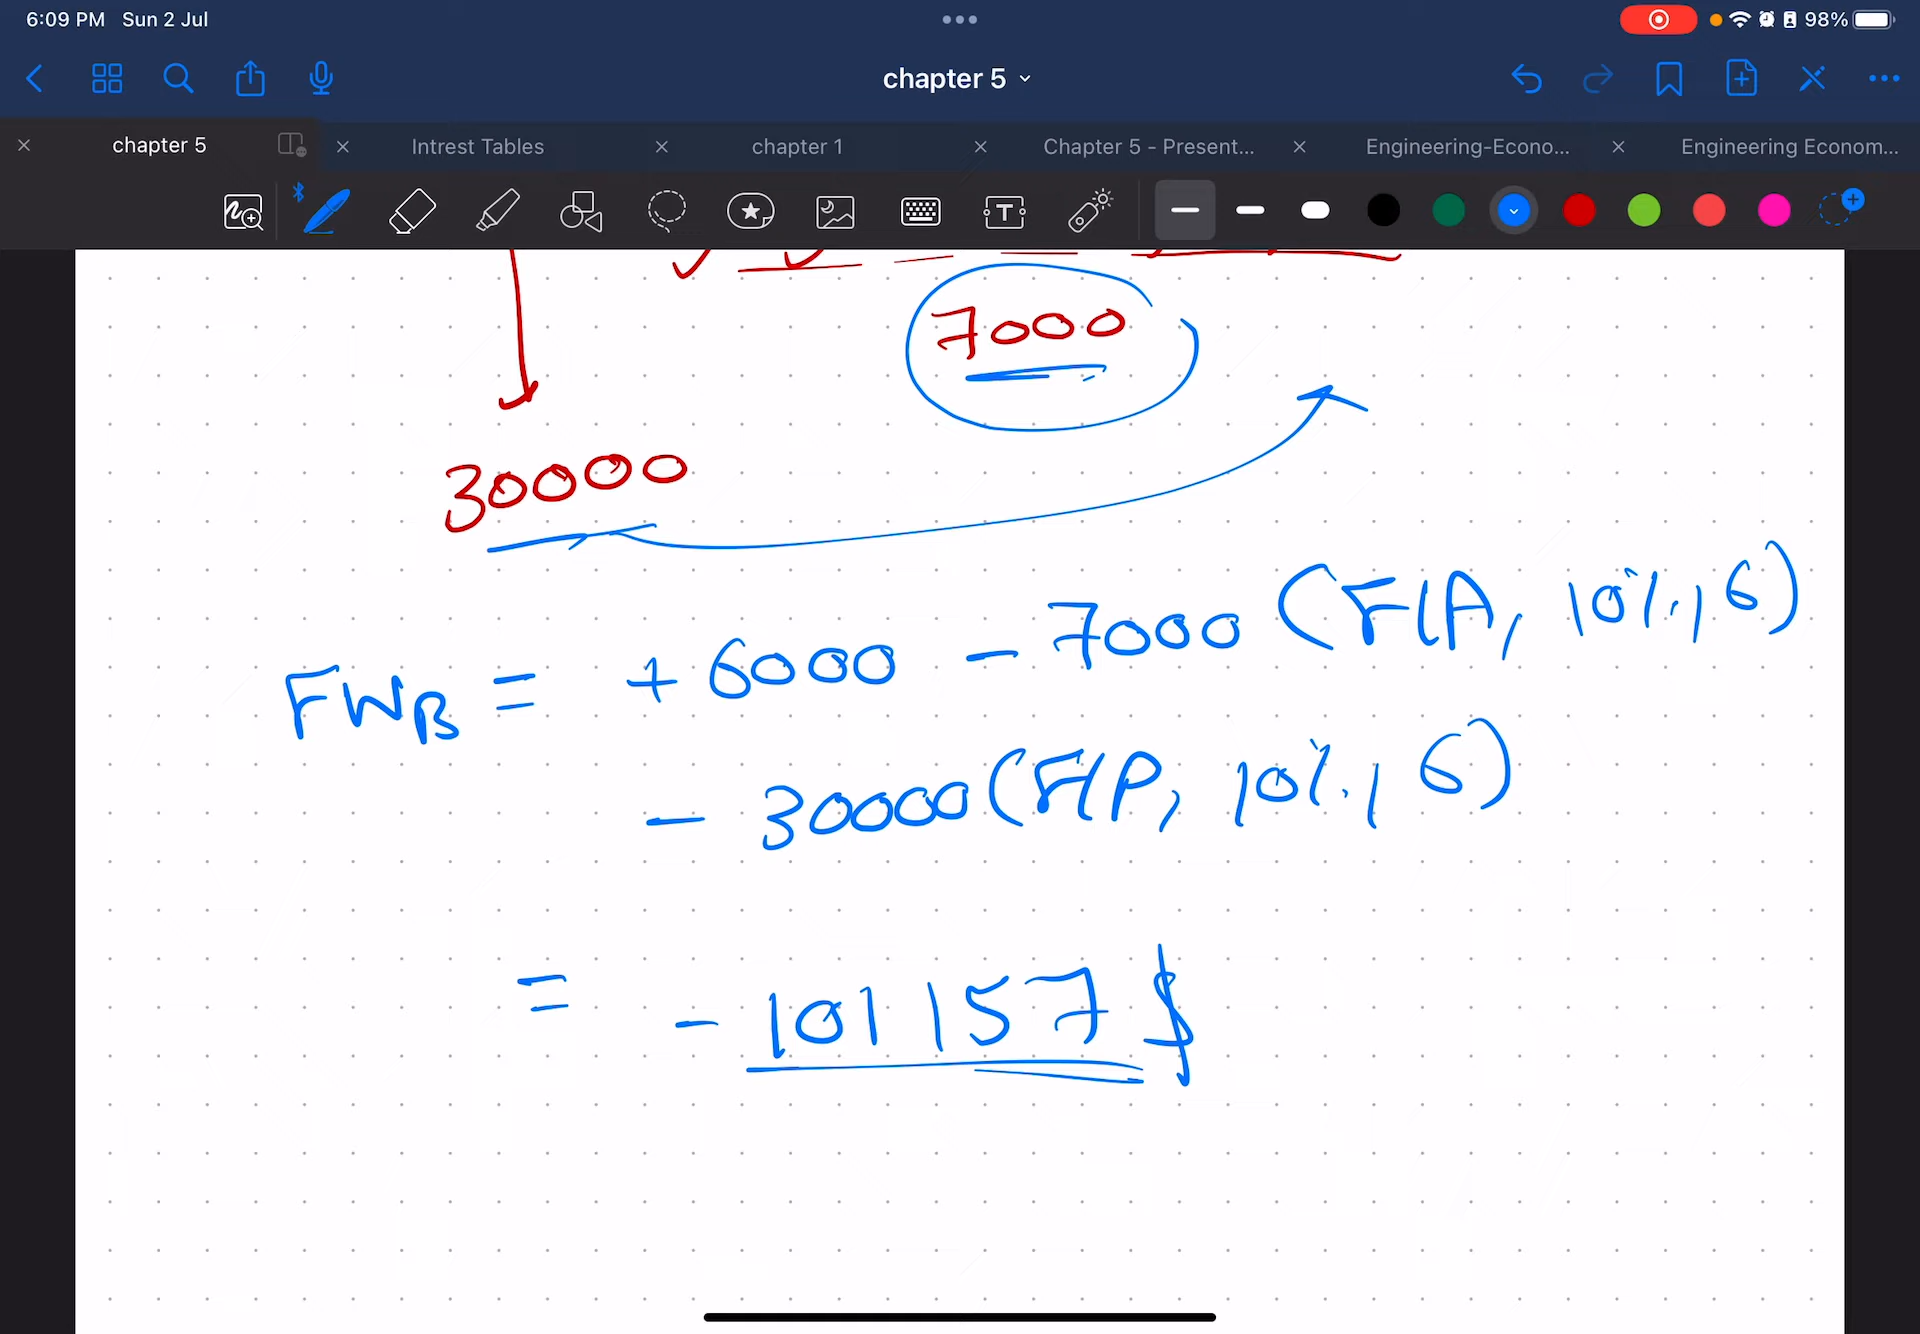 6:09 PM Sun 2 Jul
98%
chapter 5
chapter 5
Intrest Tables
chapter 1
Chapter 5 - Present...
Engineering-Econo...
Engineering Econom...
7000
30000
FWB = + 6000 - 7000 (F/A, 10%, 6)
- 30000 (F/P, 10%, 6)
= - 101157 $